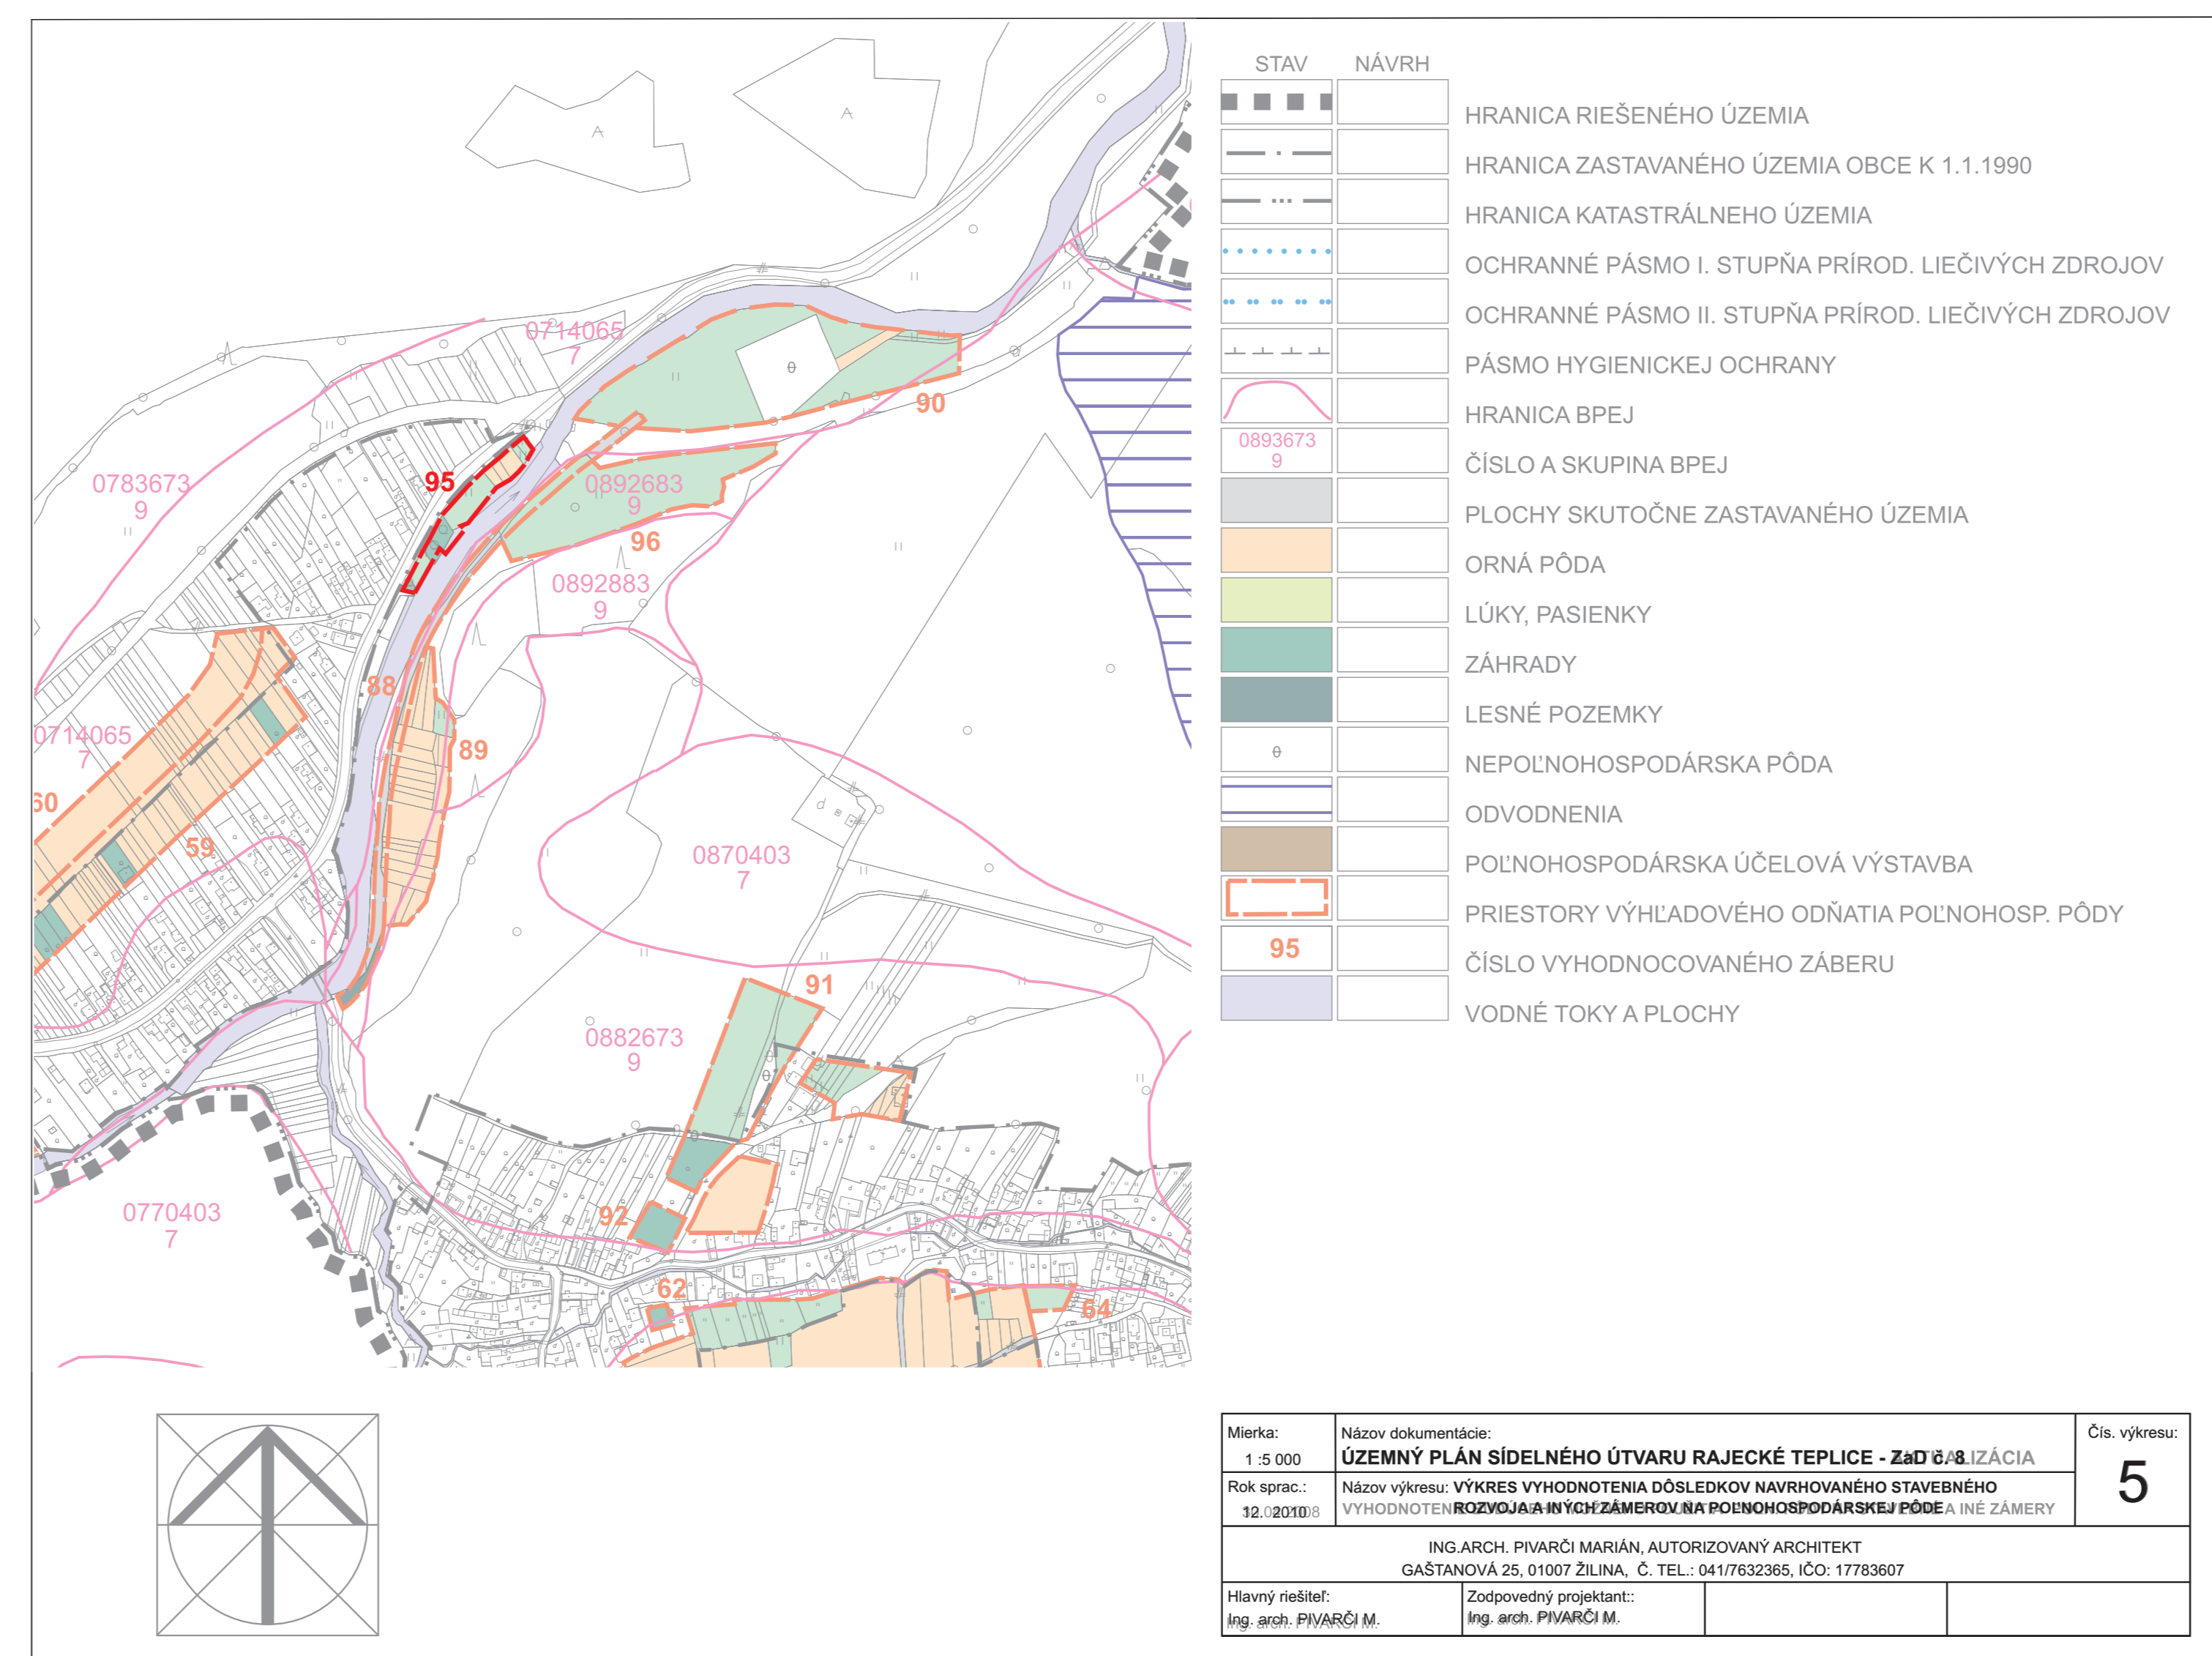 STAV NÁVRH
HRANICA RIEŠENÉHO ÚZEMIA
HRANICA ZASTAVANÉHO ÚZEMIA OBCE K 1.1.1990
HRANICA KATASTRÁLNEHO ÚZEMIA
OCHRANNÉ PÁSMO I. STUPŇA PRÍROD. LIEČIVÝCH ZDROJOV
OCHRANNÉ PÁSMO II. STUPŇA PRÍROD. LIEČIVÝCH ZDROJOV
PÁSMO HYGIENICKEJ OCHRANY
HRANICA BPEJ
0893673
9
ČÍSLO A SKUPINA BPEJ
PLOCHY SKUTOČNE ZASTAVANÉHO ÚZEMIA
ORNÁ PÔDA
LÚKY, PASIENKY
ZÁHRADY
LESNÉ POZEMKY
NEPOĽNOHOSPODÁRSKA PÔDA
ODVODNENIA
POĽNOHOSPODÁRSKA ÚČELOVÁ VÝSTAVBA
PRIESTORY VÝHĽADOVÉHO ODŇATIA POĽNOHOSP. PÔDY
95
ČÍSLO VYHODNOCOVANÉHO ZÁBERU
VODNÉ TOKY A PLOCHY
0714065
7
90
0783673
9
95
0892683
9
96
0892883
9
88
0714065
7
89
60
59
0870403
7
91
0882673
9
0770403
7
92
62
64
Mierka:
1 :5 000
Názov dokumentácie:
ÚZEMNÝ PLÁN SÍDELNÉHO ÚTVARU RAJECKÉ TEPLICE - ZaD č. 8
Čís. výkresu:
5
Rok sprac.:
12. 2010
Názov výkresu: VÝKRES VYHODNOTENIA DÔSLEDKOV NAVRHOVANÉHO STAVEBNÉHO
ROZVOJA A INÝCH ZÁMEROV NA POĽNOHOSPODÁRSKEJ PÔDE A INÉ ZÁMERY
ING.ARCH. PIVARČI MARIÁN, AUTORIZOVANÝ ARCHITEKT
GAŠTANOVÁ 25, 01007 ŽILINA, Č. TEL.: 041/7632365, IČO: 17783607
Hlavný riešiteľ:
Ing. arch. PIVARČI M.
Zodpovedný projektant::
Ing. arch. PIVARČI M.